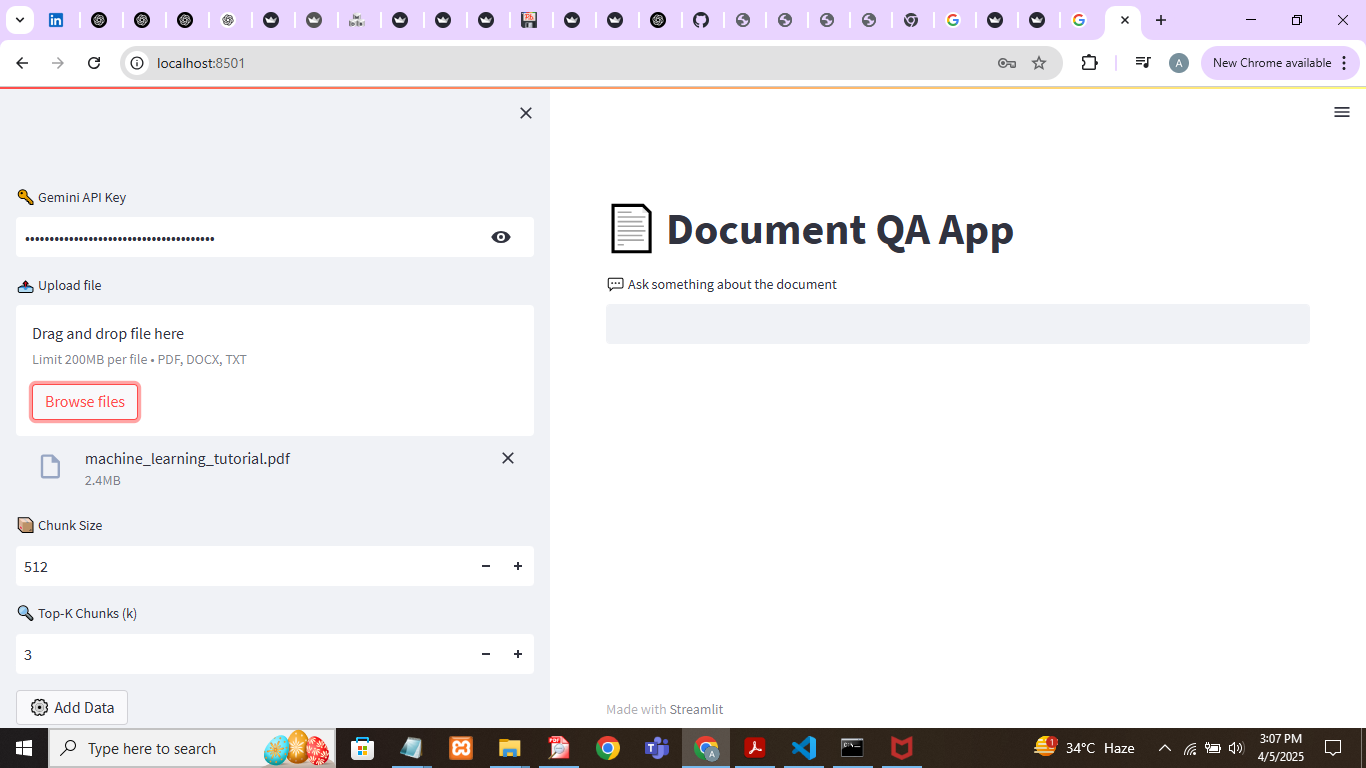 localhost:8501
A
New Chrome available
Gemini API Key
••••••••••••••••••••••••••••••••••••••
Upload file
Drag and drop file here
Limit 200MB per file • PDF, DOCX, TXT
Browse files
machine_learning_tutorial.pdf
2.4MB
Chunk Size
512
Top-K Chunks (k)
3
Add Data
Document QA App
Ask something about the document
Made with Streamlit
Type here to search
34°C Haze
3:07 PM
4/5/2025